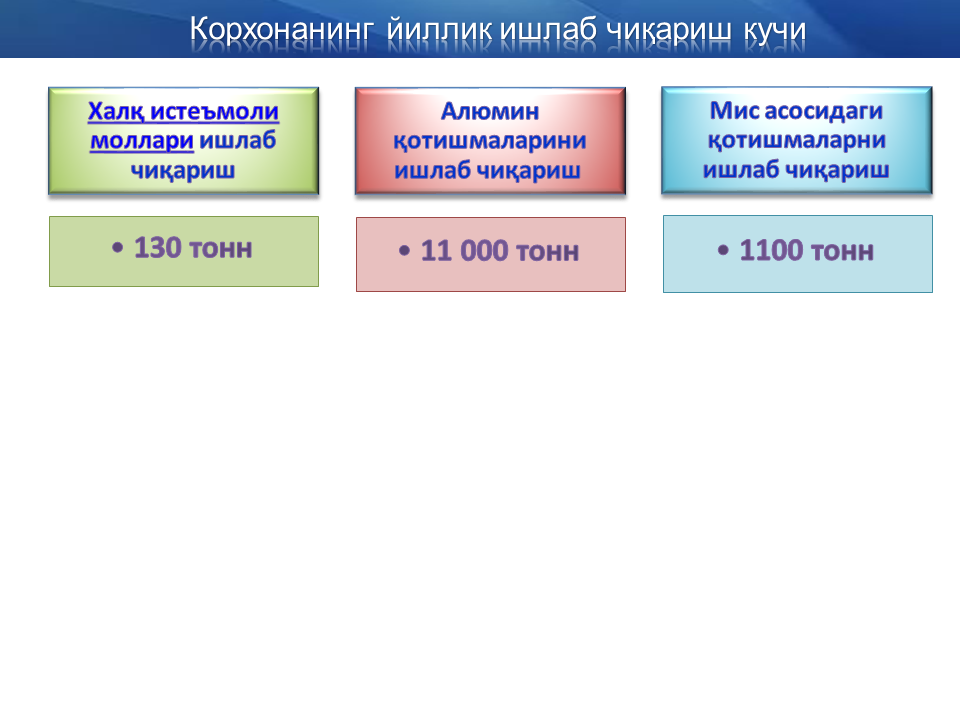 Корхонанинг йиллик ишлаб чиқариш кучи
Халқ истеъмоли
моллари ишлаб
чиқариш
Алюмин
қотишмаларини
ишлаб чиқариш
Мис асосидаги
қотишмаларни
ишлаб чиқариш
• 130 тонн
• 11 000 тонн
• 1100 тонн